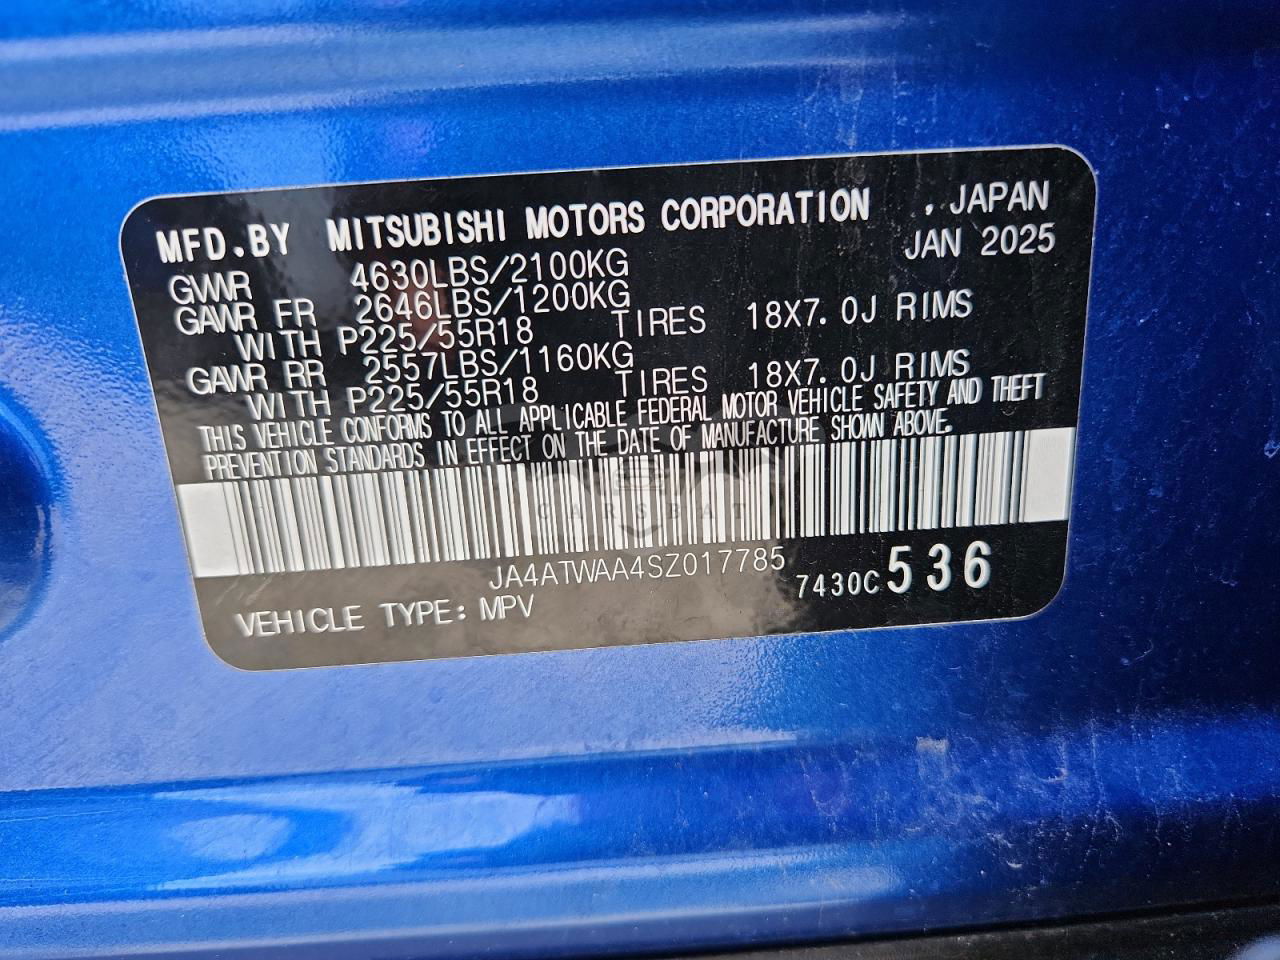 MFD.BY MITSUBISHI MOTORS CORPORATION , JAPAN
GVWR 4630LBS/2100KG JAN 2025
GAWR FR 2646LBS/1200KG
WITH P225/55R18 TIRES 18X7.0J RIMS
GAWR RR 2557LBS/1160KG
WITH P225/55R18 TIRES 18X7.0J RIMS
THIS VEHICLE CONFORMS TO ALL APPLICABLE FEDERAL MOTOR VEHICLE SAFETY AND THEFT
PREVENTION STANDARDS IN EFFECT ON THE DATE OF MANUFACTURE SHOWN ABOVE.
CARSBAT
JA4ATWAA4SZ017785
VEHICLE TYPE: MPV 7430C 536